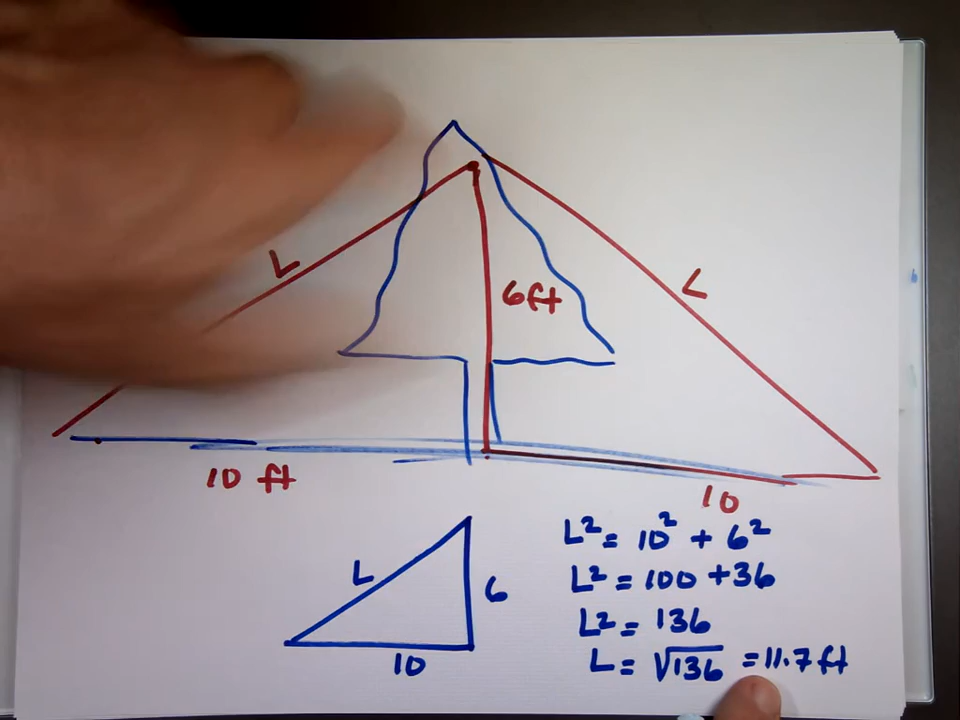 L
L
6ft
10 ft
10
L
6
10
L² = 10² + 6²
L² = 100 + 36
L² = 136
L = √136 = 11.7 ft